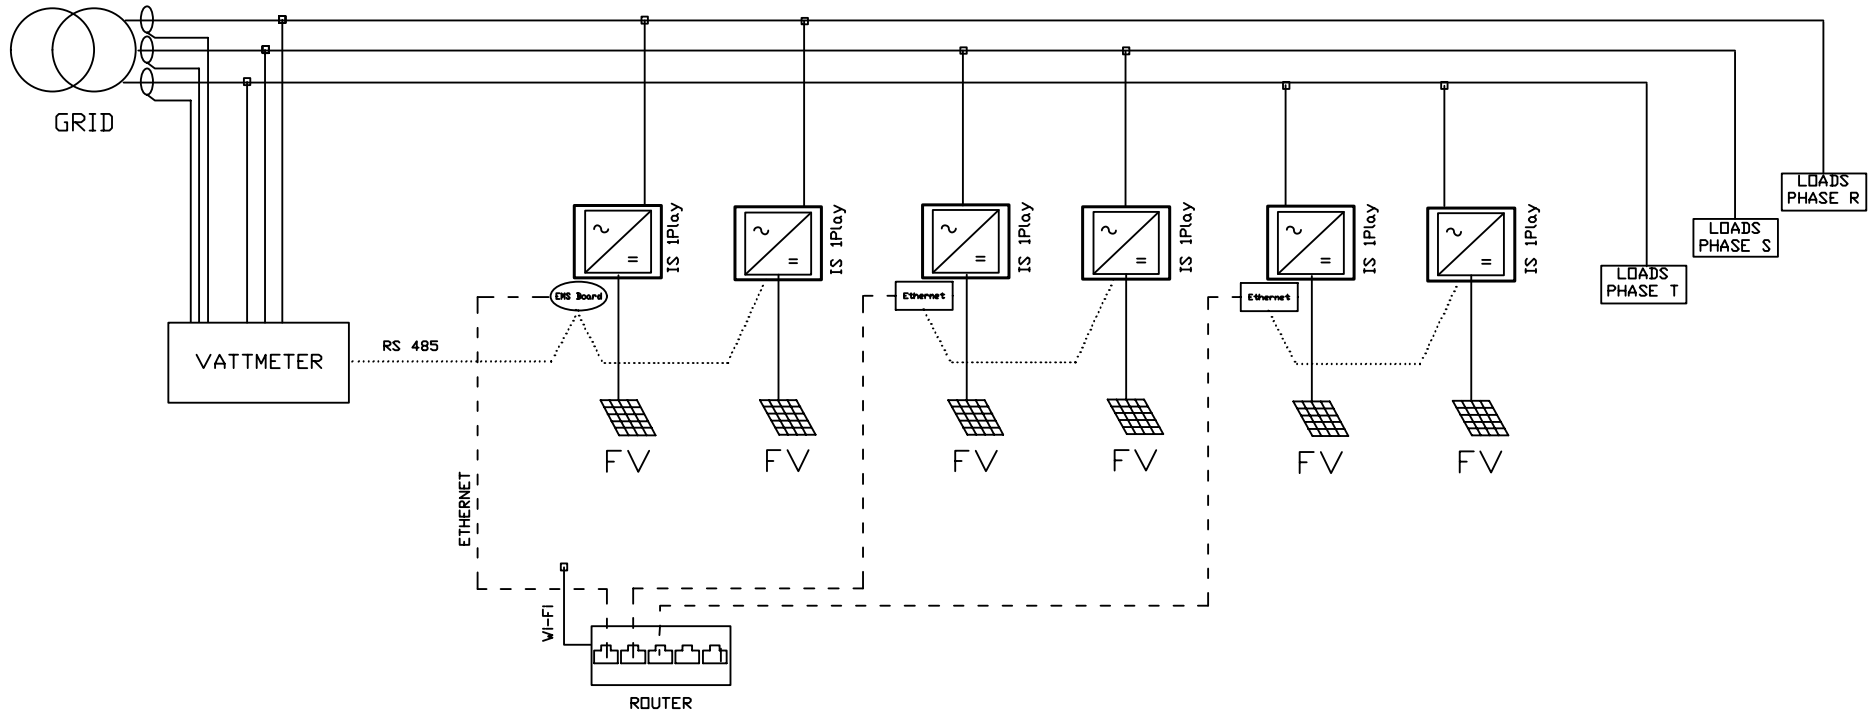 GRID
LOADS
PHASE R
LOADS
PHASE S
LOADS
PHASE T
IS 1Play
IS 1Play
IS 1Play
IS 1Play
IS 1Play
IS 1Play
EMS Board
Ethernet
Ethernet
VATTMETER
RS 485
FV
FV
FV
FV
FV
FV
ETHERNET
WI-FI
ROUTER